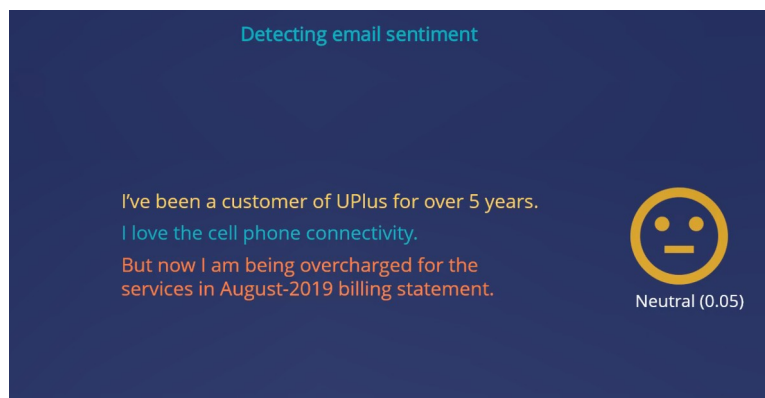 Detecting email sentiment
I've been a customer of UPlus for over 5 years.
I love the cell phone connectivity.
But now I am being overcharged for the
services in August-2019 billing statement.
Neutral (0.05)